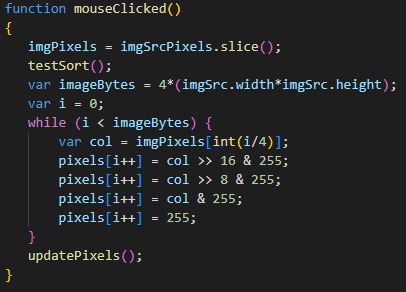 function mouseClicked()
{
    imgPixels = imgSrcPixels.slice();
    testSort();
    var imageBytes = 4*(imgSrc.width*imgSrc.height);
    var i = 0;
    while (i < imageBytes) {
        var col = imgPixels[int(i/4)];
        pixels[i++] = col >> 16 & 255;
        pixels[i++] = col >> 8 & 255;
        pixels[i++] = col & 255;
        pixels[i++] = 255;
    }
    updatePixels();
}